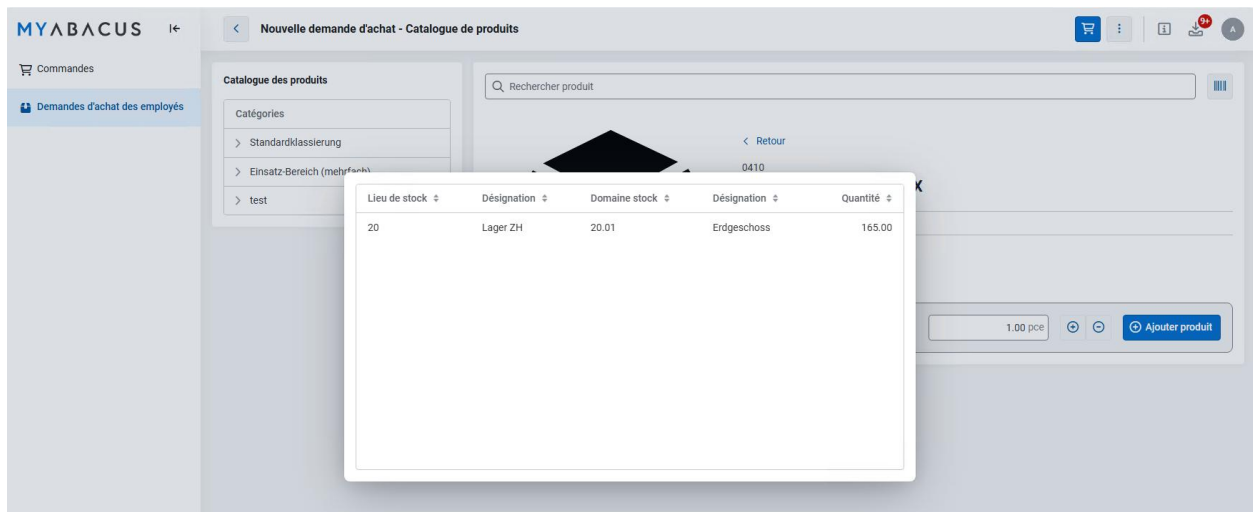 MYABACUS
Nouvelle demande d'achat - Catalogue de produits
9+
A
Commandes
Demandes d'achat des employés
Catalogue des produits
Catégories
Standardklassierung
Einsatz-Bereich (mehrfach)
test
Rechercher produit
Retour
0410
X
Lieu de stock Désignation Domaine stock Désignation Quantité
20 Lager ZH 20.01 Erdgeschoss 165.00
1.00 pce
Ajouter produit